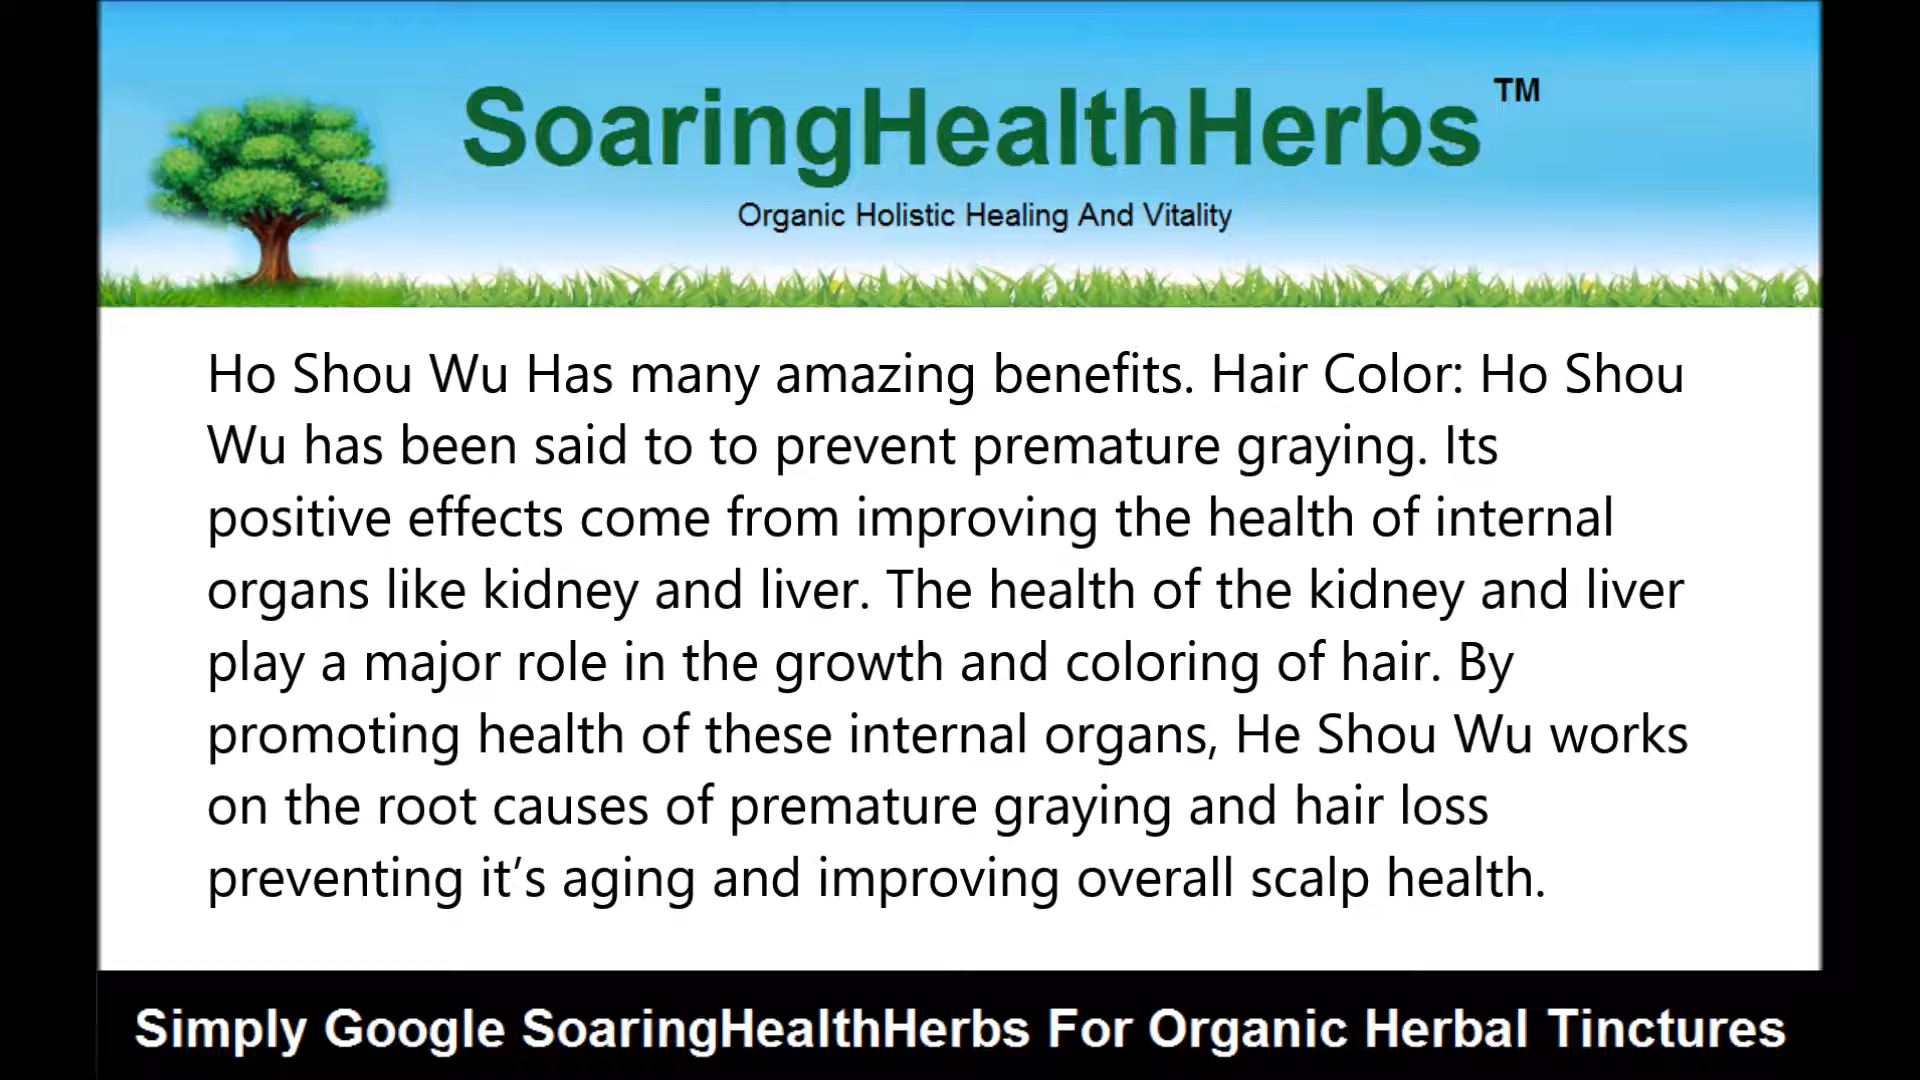 SoaringHealthHerbs™
Organic Holistic Healing And Vitality
Ho Shou Wu Has many amazing benefits. Hair Color: Ho Shou
Wu has been said to to prevent premature graying. Its
positive effects come from improving the health of internal
organs like kidney and liver. The health of the kidney and liver
play a major role in the growth and coloring of hair. By
promoting health of these internal organs, He Shou Wu works
on the root causes of premature graying and hair loss
preventing it’s aging and improving overall scalp health.
Simply Google SoaringHealthHerbs For Organic Herbal Tinctures